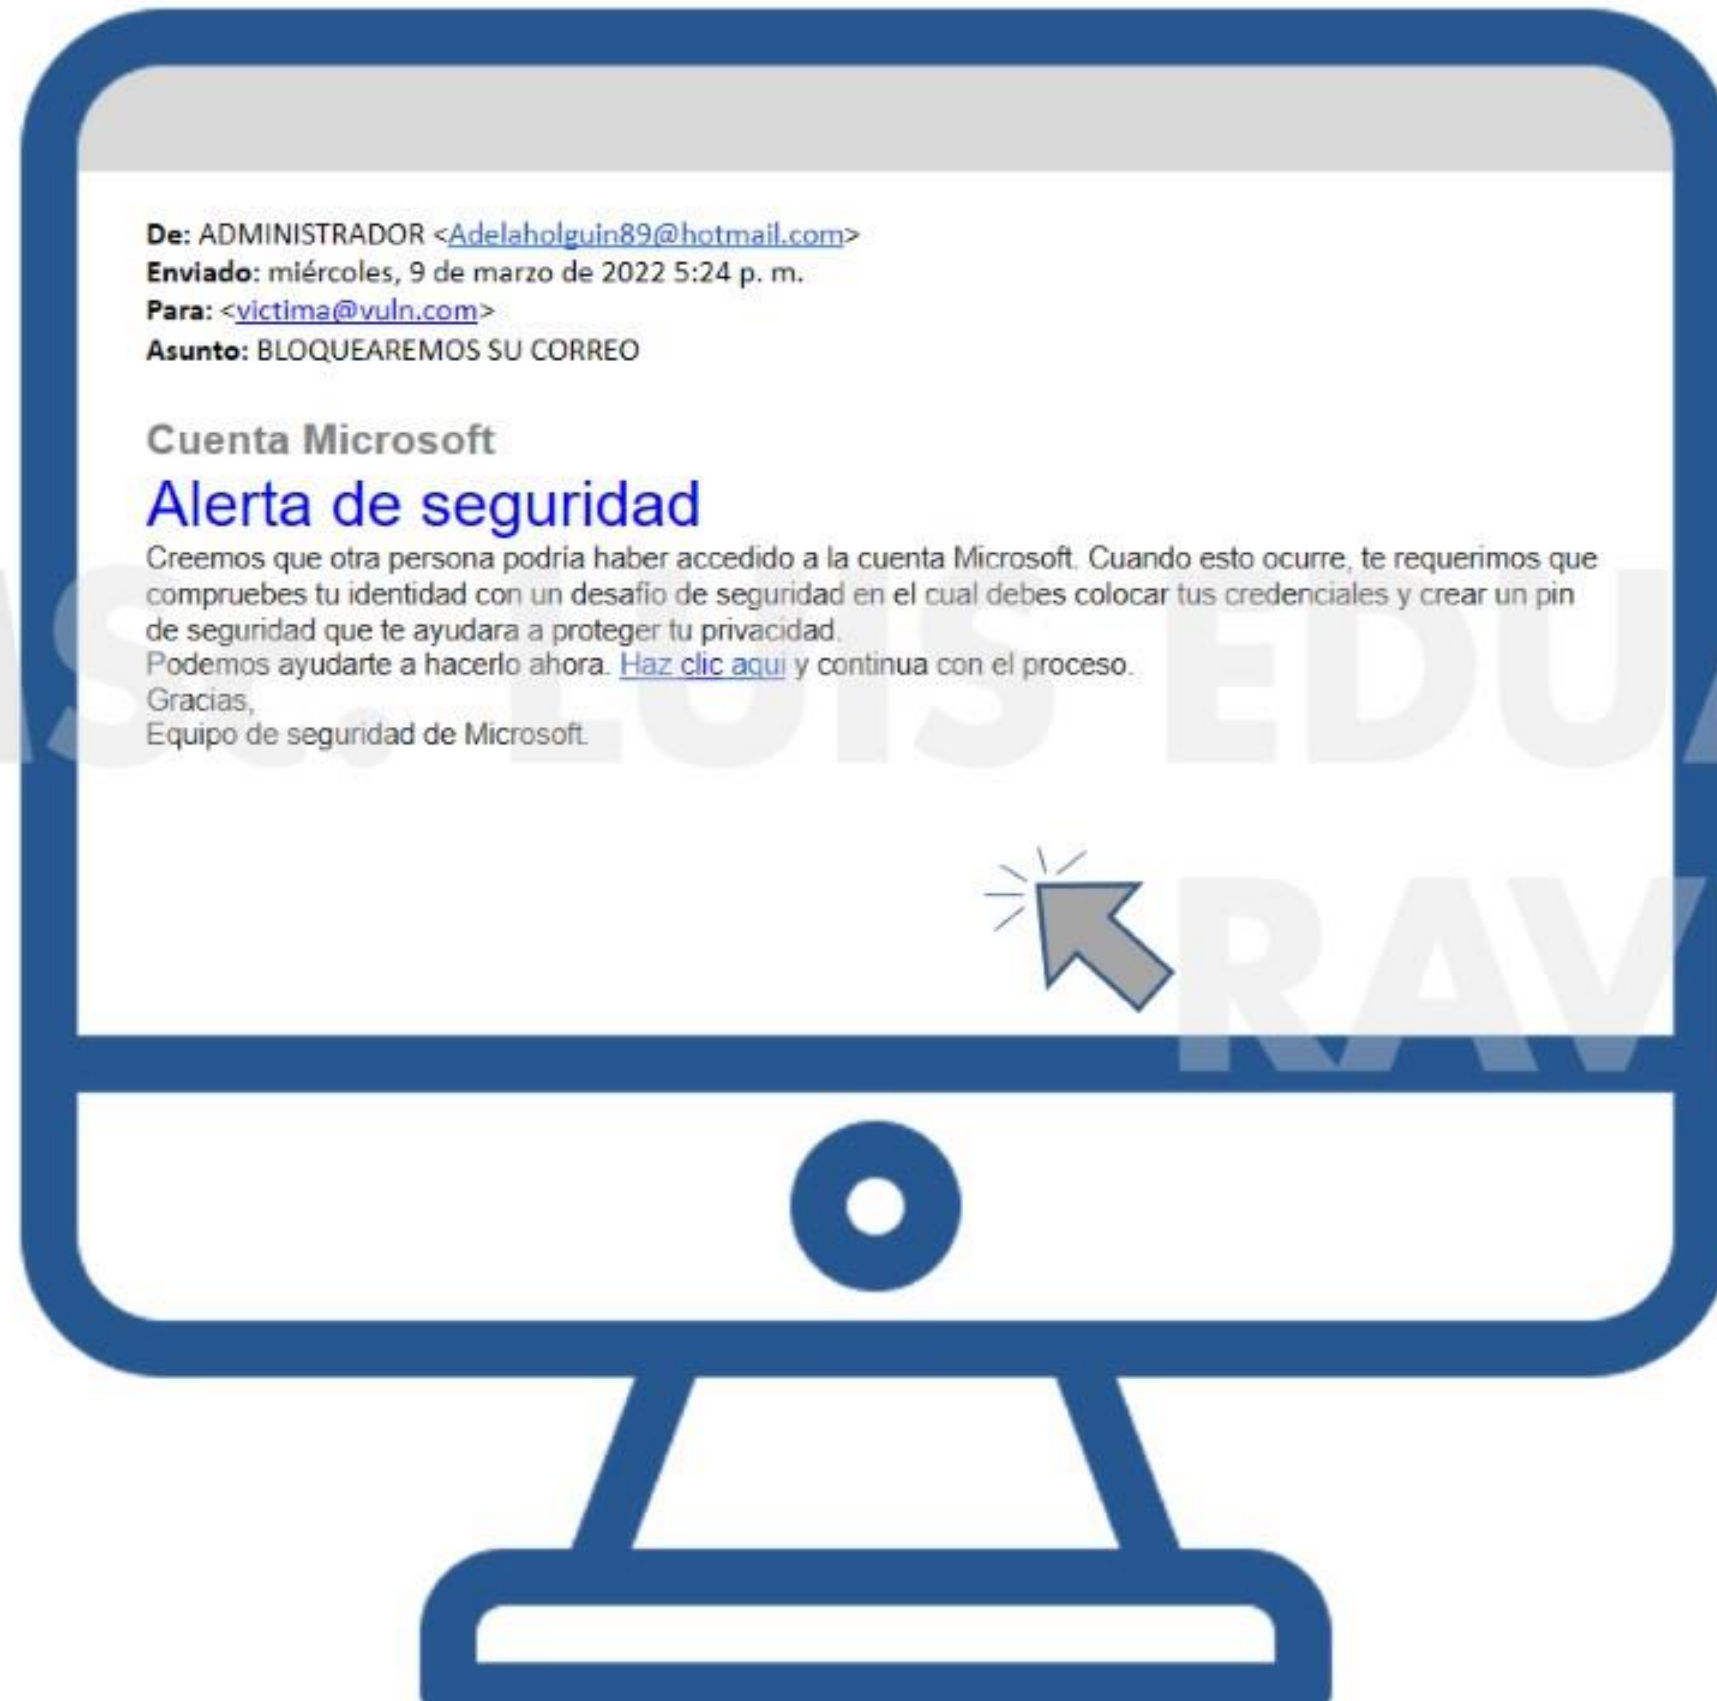 De: ADMINISTRADOR <Adelaholguin89@hotmail.com>
Enviado: miércoles, 9 de marzo de 2022 5:24 p. m.
Para: <victima@vuln.com>
Asunto: BLOQUEAREMOS SU CORREO
Cuenta Microsoft
Alerta de seguridad
Creemos que otra persona podría haber accedido a la cuenta Microsoft. Cuando esto ocurre, te requerimos que
compruebes tu identidad con un desafío de seguridad en el cual debes colocar tus credenciales y crear un pin
de seguridad que te ayudara a proteger tu privacidad.
Podemos ayudarte a hacerlo ahora. Haz clic aqui y continua con el proceso.
Gracias,
Equipo de seguridad de Microsoft.
LUIS